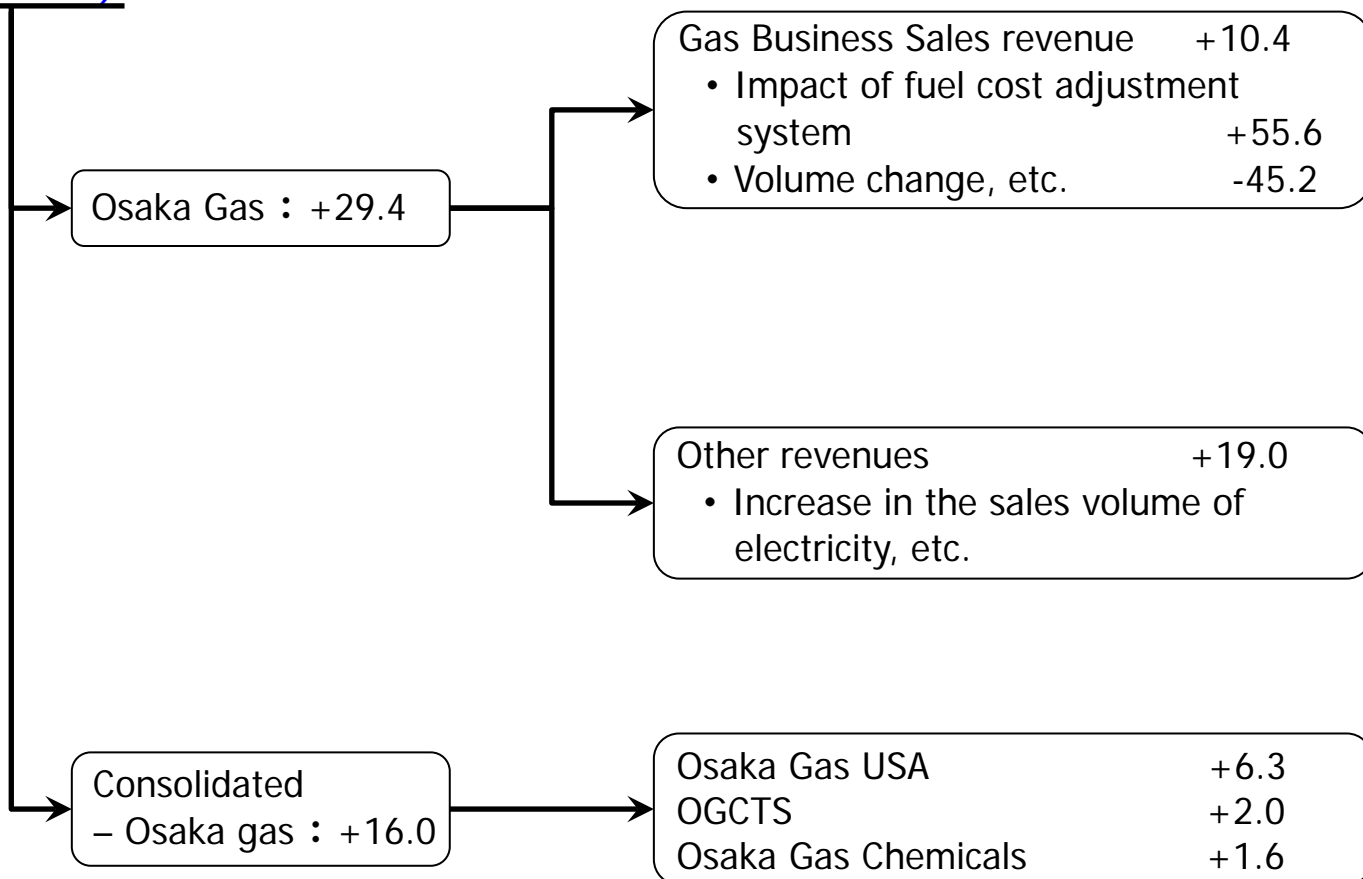 Gas Business Sales revenue +10.4
• Impact of fuel cost adjustment
system +55.6
• Volume change, etc. -45.2
Osaka Gas：+29.4
Other revenues +19.0
• Increase in the sales volume of
electricity, etc.
Consolidated
– Osaka gas：+16.0
Osaka Gas USA +6.3
OGCTS +2.0
Osaka Gas Chemicals +1.6